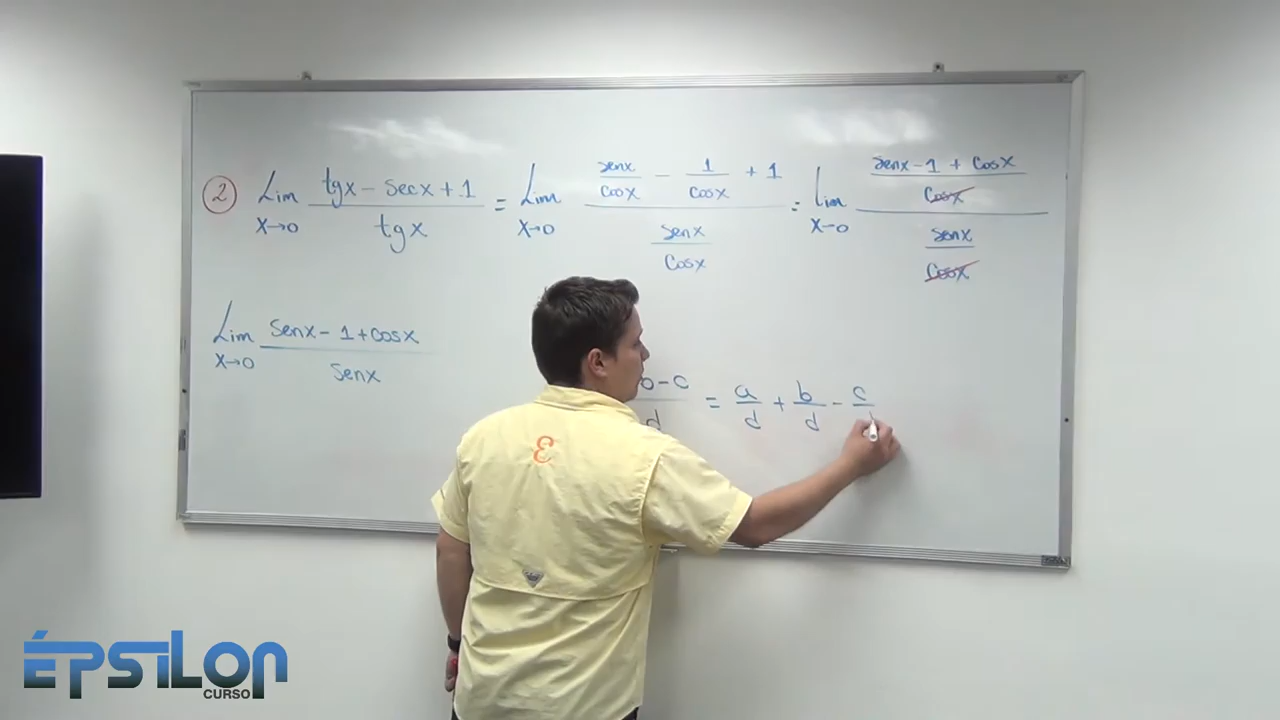 2 Lim x→0 (tgx - secx + 1)/(tgx) = Lim x→0 (senx/cosx - 1/cosx + 1)/(senx/cosx) = Lim x→0 ((senx - 1 + cosx)/cosx)/(senx/cosx)
Lim x→0 (senx - 1 + cosx)/(senx)
b - c / d = a/d + b/d - c/
ε
ÉPSILON
CURSO